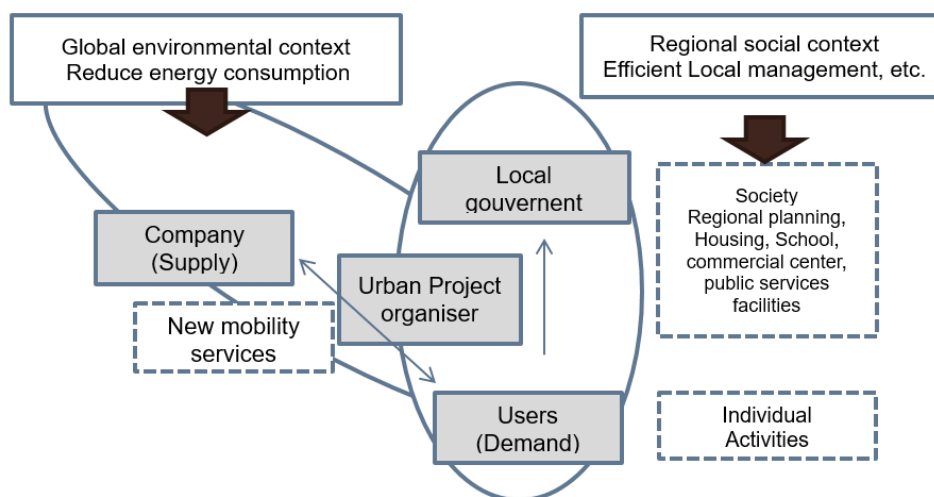 Global environmental context
Reduce energy consumption
Regional social context
Efficient Local management, etc.
Local
gouvernent
Society
Regional planning,
Housing, School,
commercial center,
public services
facilities
Company
(Supply)
Urban Project
organiser
New mobility
services
Users
(Demand)
Individual
Activities